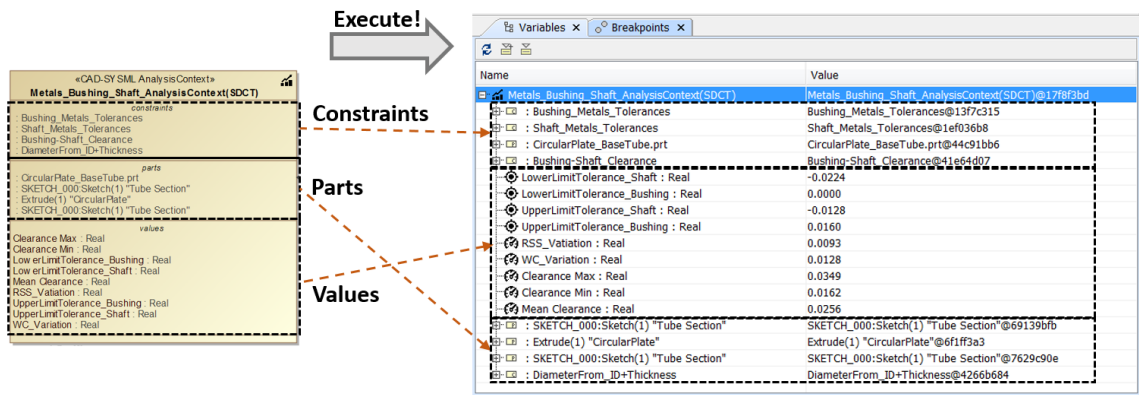 Execute!
«CAD-SYSML AnalysisContext»
Metals_Bushing_Shaft_AnalysisContext(SDCT)
constraints
: Bushing_Metals_Tolerances
: Shaft_Metals_Tolerances
: Bushing-Shaft_Clearance
: DiameterFrom_ID+Thickness
parts
: CircularPlate_BaseTube.prt
: SKETCH_000:Sketch(1) "Tube Section"
: Extrude(1) "CircularPlate"
: SKETCH_000:Sketch(1) "Tube Section"
values
Clearance Max : Real
Clearance Min : Real
LowerLimitTolerance_Bushing : Real
LowerLimitTolerance_Shaft : Real
Mean Clearance : Real
RSS_Vatiation : Real
UpperLimitTolerance_Bushing : Real
UpperLimitTolerance_Shaft : Real
WC_Variation : Real
Constraints
Parts
Values
Variables Breakpoints
Name Value
Metals_Bushing_Shaft_AnalysisContext(SDCT) Metals_Bushing_Shaft_AnalysisContext(SDCT)@17f8f3bd
: Bushing_Metals_Tolerances Bushing_Metals_Tolerances@13f7c315
: Shaft_Metals_Tolerances Shaft_Metals_Tolerances@1ef036b8
: CircularPlate_BaseTube.prt CircularPlate_BaseTube.prt@44c91bb6
: Bushing-Shaft_Clearance Bushing-Shaft_Clearance@41e64d07
LowerLimitTolerance_Shaft : Real -0.0224
LowerLimitTolerance_Bushing : Real 0.0000
UpperLimitTolerance_Shaft : Real -0.0128
UpperLimitTolerance_Bushing : Real 0.0160
RSS_Vatiation : Real 0.0093
WC_Variation : Real 0.0128
Clearance Max : Real 0.0349
Clearance Min : Real 0.0162
Mean Clearance : Real 0.0256
: SKETCH_000:Sketch(1) "Tube Section" SKETCH_000:Sketch(1) "Tube Section"@69139bfb
: Extrude(1) "CircularPlate" Extrude(1) "CircularPlate"@6f1ff3a3
: SKETCH_000:Sketch(1) "Tube Section" SKETCH_000:Sketch(1) "Tube Section"@7629c90e
: DiameterFrom_ID+Thickness DiameterFrom_ID+Thickness@4266b684